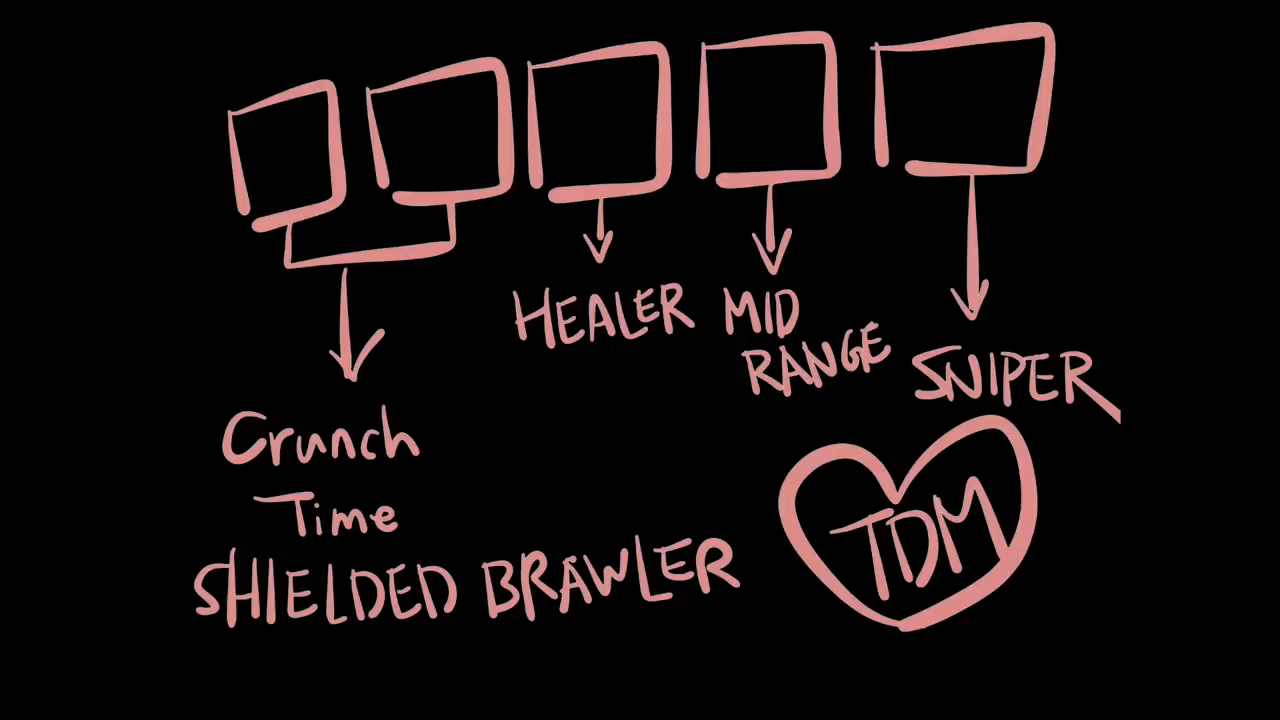 HEALER
MID
RANGE
SNIPER
Crunch
Time
SHIELDED BRAWLER
TDM